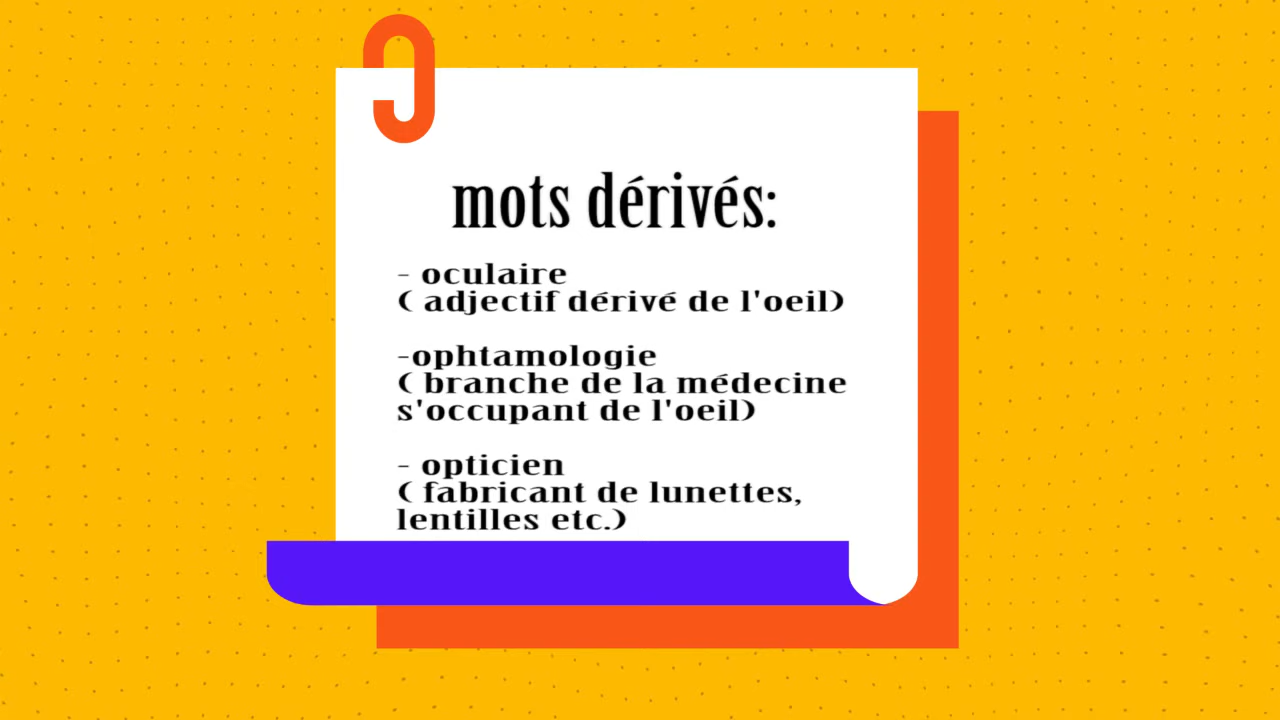 mots dérivés:
- oculaire
( adjectif dérivé de l'oeil)
-ophtamologie
( branche de la médecine
s'occupant de l'oeil)
- opticien
( fabricant de lunettes,
lentilles etc.)